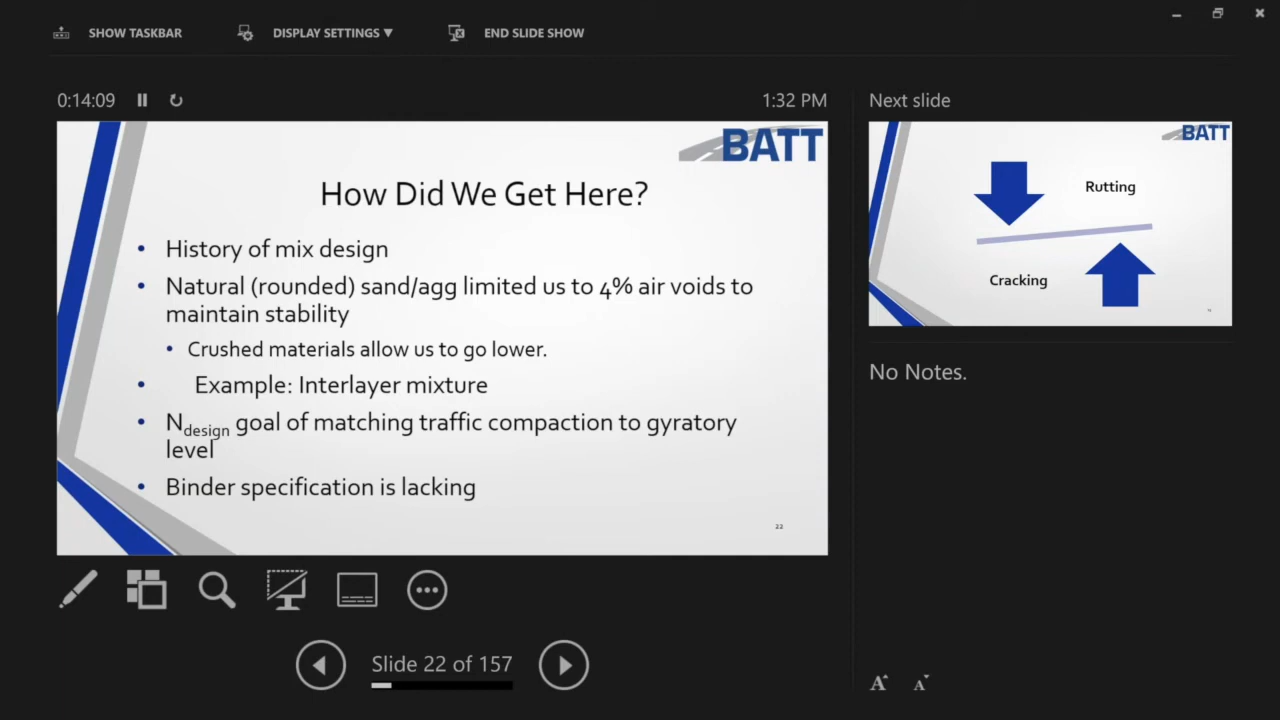 SHOW TASKBAR
DISPLAY SETTINGS ▼
END SLIDE SHOW
0:14:09
1:32 PM
BATT
How Did We Get Here?
• History of mix design
• Natural (rounded) sand/agg limited us to 4% air voids to
maintain stability
• Crushed materials allow us to go lower.
• Example: Interlayer mixture
• Ndesign goal of matching traffic compaction to gyratory
level
• Binder specification is lacking
22
Slide 22 of 157
Next slide
BATT
Rutting
Cracking
No Notes.
A A